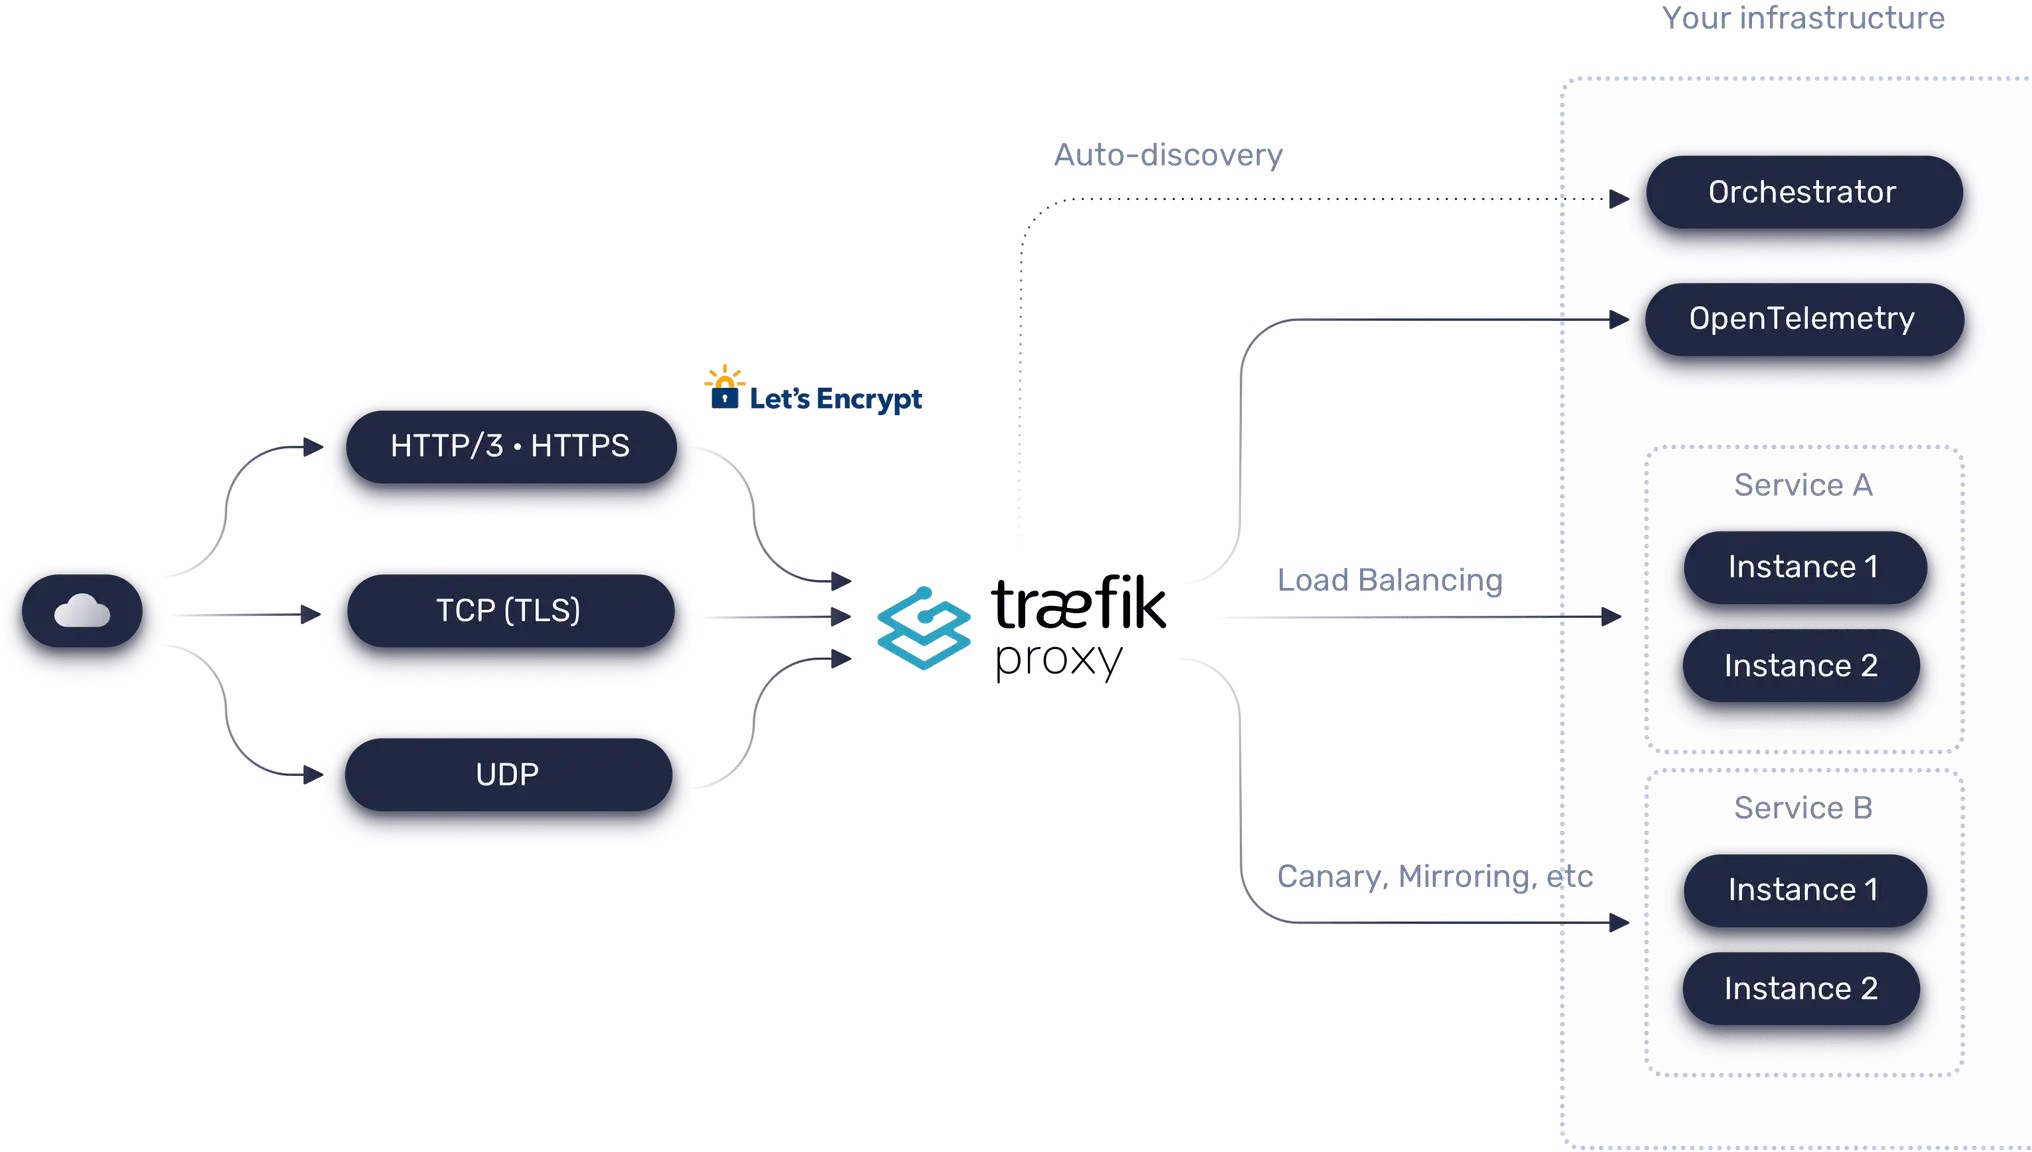 Your infrastructure
Auto-discovery
Orchestrator
OpenTelemetry
Let's Encrypt
HTTP/3 • HTTPS
TCP (TLS)
UDP
træfik
proxy
Load Balancing
Canary, Mirroring, etc
Service A
Instance 1
Instance 2
Service B
Instance 1
Instance 2